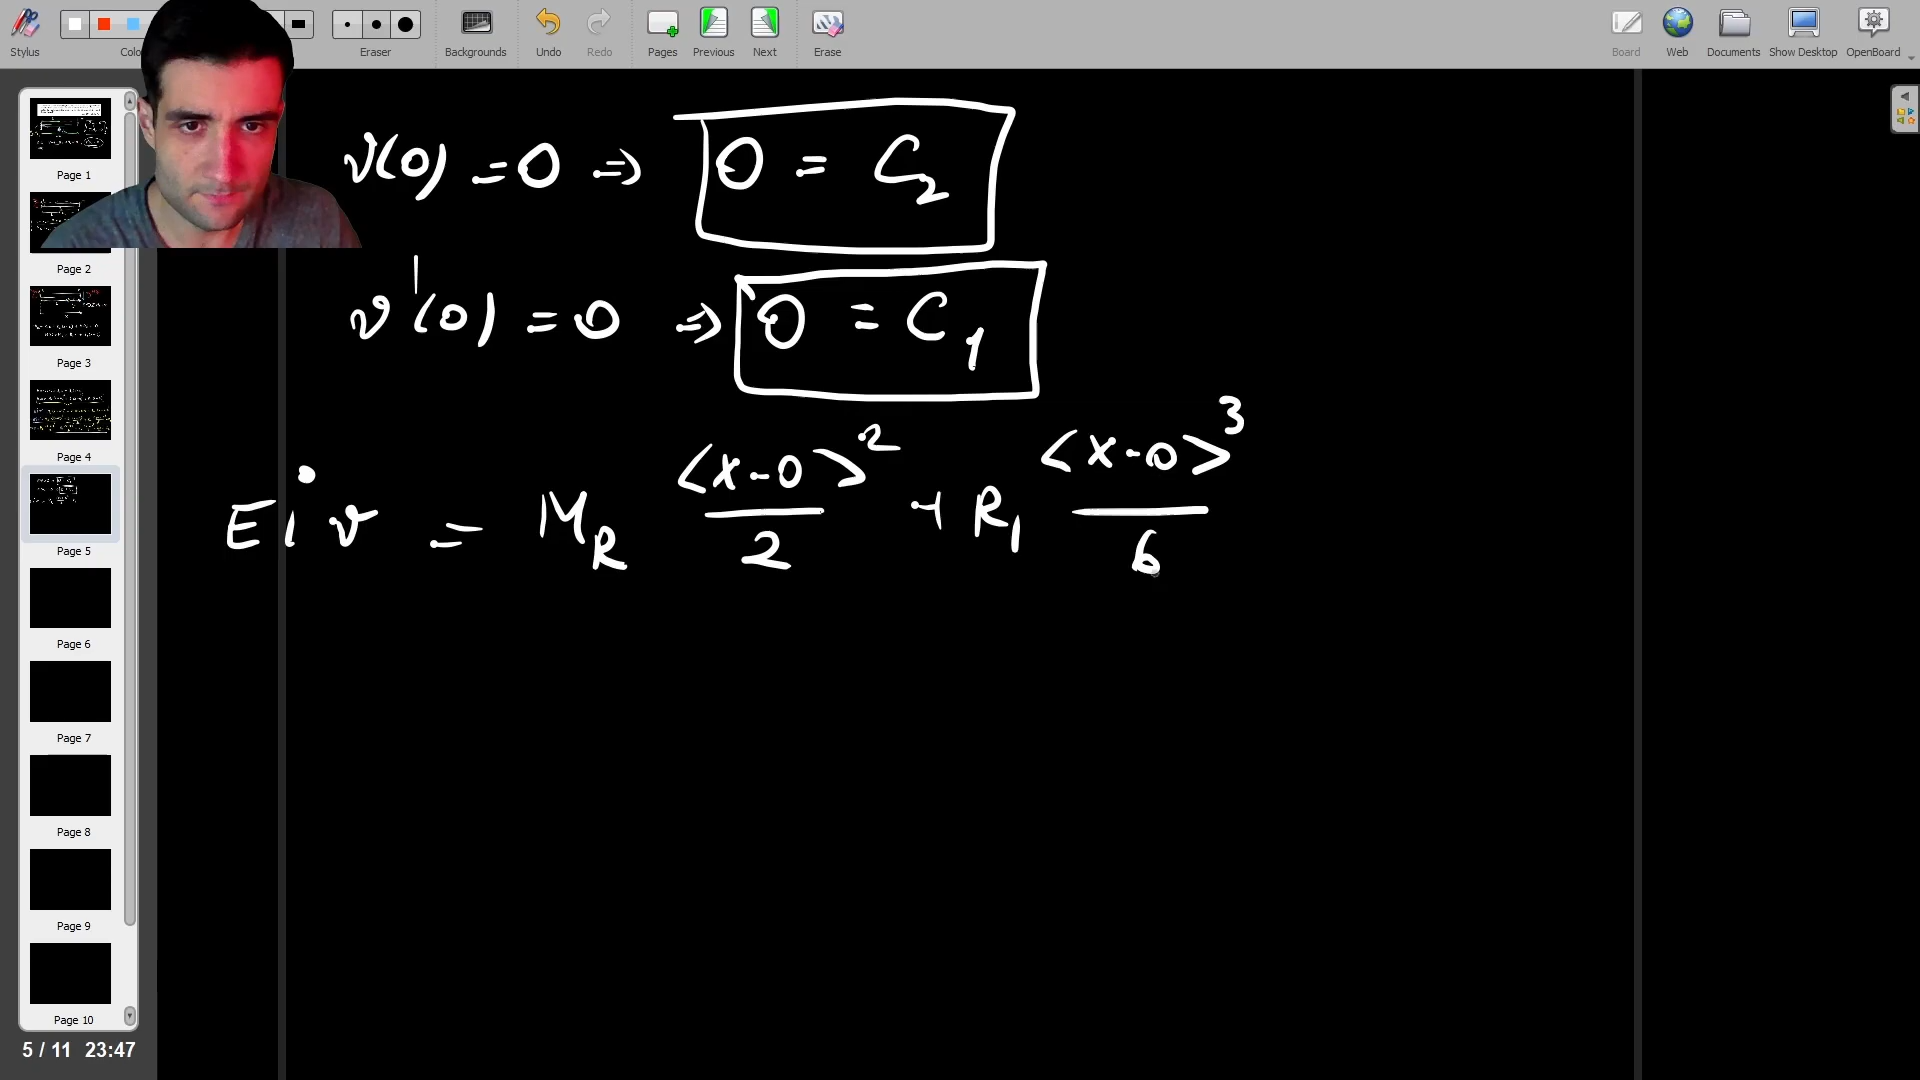 Stylus Colo Eraser Backgrounds Undo Redo Pages Previous Next Erase Board Web Documents Show Desktop OpenBoard
Page 1
Page 2
Page 3
Page 4
Page 5
Page 6
Page 7
Page 8
Page 9
Page 10
5 / 11 23:47
v(0) = 0 ⇒ 0 = C₂
v'(0) = 0 ⇒ 0 = C₁
Eiv = M_R <x-0>²/2 + R₁ <x-0>³/6